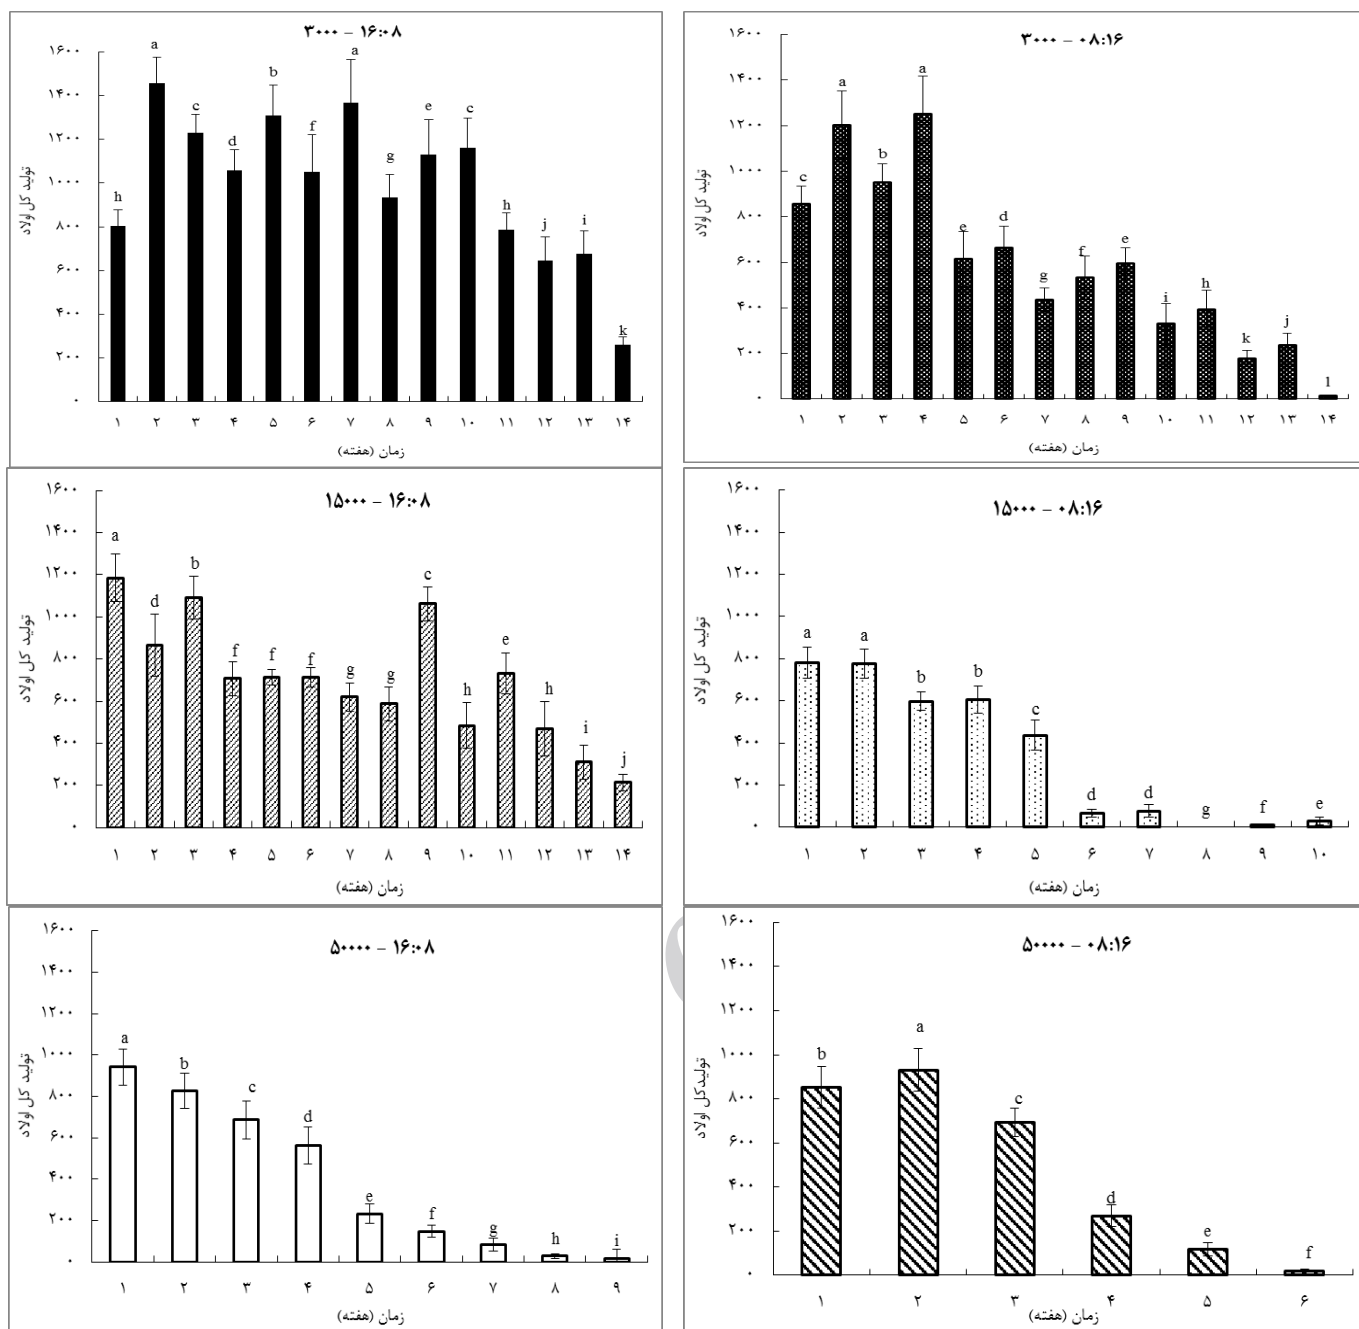 ۳۰۰۰ – ۱۶:۰۸
تولید کل اولاد
۱۶۰۰
۱۴۰۰
۱۲۰۰
۱۰۰۰
۸۰۰
۶۰۰
۴۰۰
۲۰۰
۰
h a c d b f a g e c h j i k
۱ ۲ ۳ ۴ ۵ ۶ ۷ ۸ ۹ ۱۰ ۱۱ ۱۲ ۱۳ ۱۴
زمان (هفته)
۳۰۰۰ – ۰۸:۱۶
تولید کل اولاد
۱۶۰۰
۱۴۰۰
۱۲۰۰
۱۰۰۰
۸۰۰
۶۰۰
۴۰۰
۲۰۰
۰
c a b a e d g f e i h k j l
۱ ۲ ۳ ۴ ۵ ۶ ۷ ۸ ۹ ۱۰ ۱۱ ۱۲ ۱۳ ۱۴
زمان (هفته)
۱۵۰۰۰ – ۱۶:۰۸
تولید کل اولاد
۱۶۰۰
۱۴۰۰
۱۲۰۰
۱۰۰۰
۸۰۰
۶۰۰
۴۰۰
۲۰۰
۰
a d b f f f g g c h e h i j
۱ ۲ ۳ ۴ ۵ ۶ ۷ ۸ ۹ ۱۰ ۱۱ ۱۲ ۱۳ ۱۴
زمان (هفته)
۱۵۰۰۰ – ۰۸:۱۶
تولید کل اولاد
۱۶۰۰
۱۴۰۰
۱۲۰۰
۱۰۰۰
۸۰۰
۶۰۰
۴۰۰
۲۰۰
۰
a a b b c d d g f e
۱ ۲ ۳ ۴ ۵ ۶ ۷ ۸ ۹ ۱۰
زمان (هفته)
۵۰۰۰۰ – ۱۶:۰۸
تولید کل اولاد
۱۶۰۰
۱۴۰۰
۱۲۰۰
۱۰۰۰
۸۰۰
۶۰۰
۴۰۰
۲۰۰
۰
a b c d e f g h i
۱ ۲ ۳ ۴ ۵ ۶ ۷ ۸ ۹
زمان (هفته)
۵۰۰۰۰ – ۰۸:۱۶
تولیدکل اولاد
۱۶۰۰
۱۴۰۰
۱۲۰۰
۱۰۰۰
۸۰۰
۶۰۰
۴۰۰
۲۰۰
۰
b a c d e f
۱ ۲ ۳ ۴ ۵ ۶
زمان (هفته)